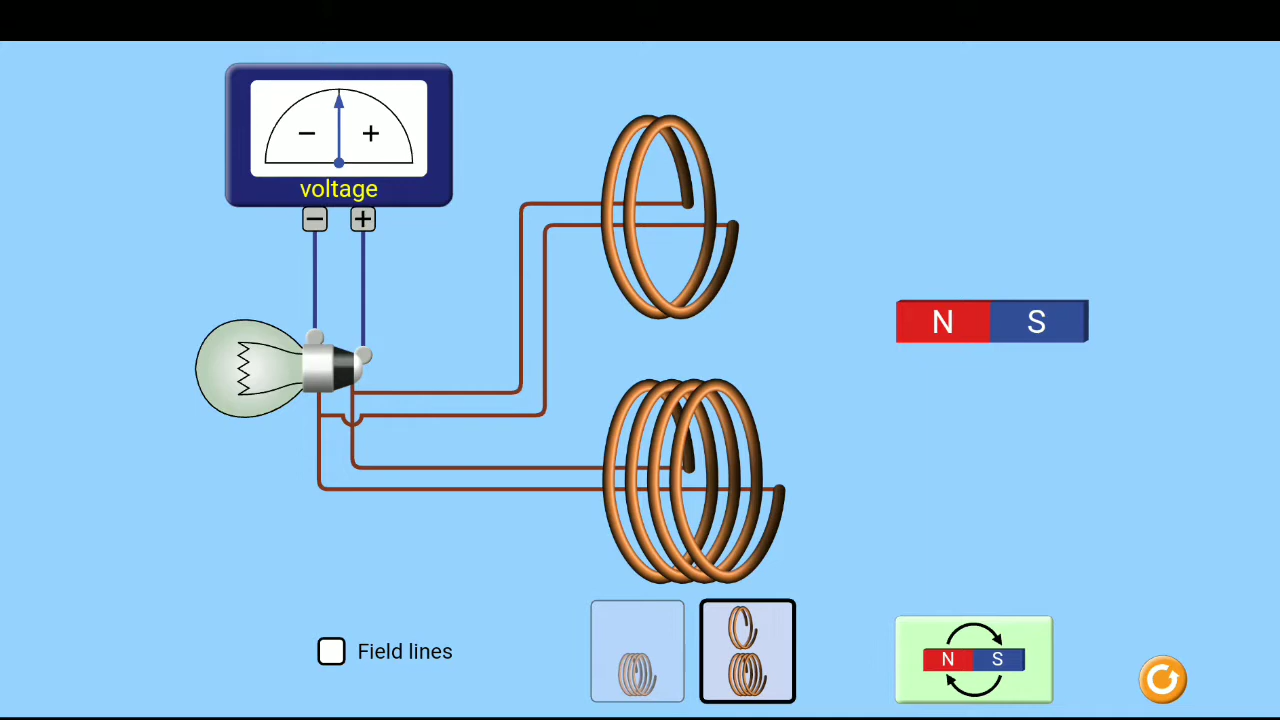 − +
voltage
− +
N S
Field lines
N S